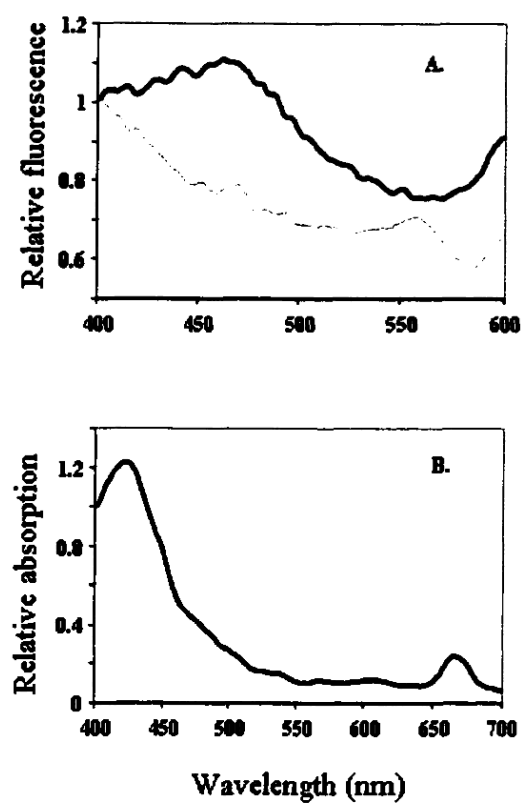 1.2
A.
1
0.8
0.6
Relative fluorescence
400 450 500 550 600
1.2
B.
0.8
0.4
0
Relative absorption
400 450 500 550 600 650 700
Wavelength (nm)